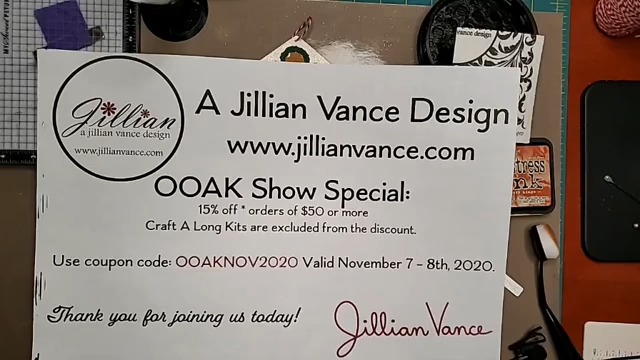 vance design
Jillian
a jillian vance design
www.jillianvance.com
A Jillian Vance Design
www.jillianvance.com
OOAK Show Special:
15% off * orders of $50 or more
Craft A Long Kits are excluded from the discount.
Use coupon code: OOAKNOV2020 Valid November 7 - 8th, 2020.
Thank you for joining us today!
Jillian Vance
stress
ink